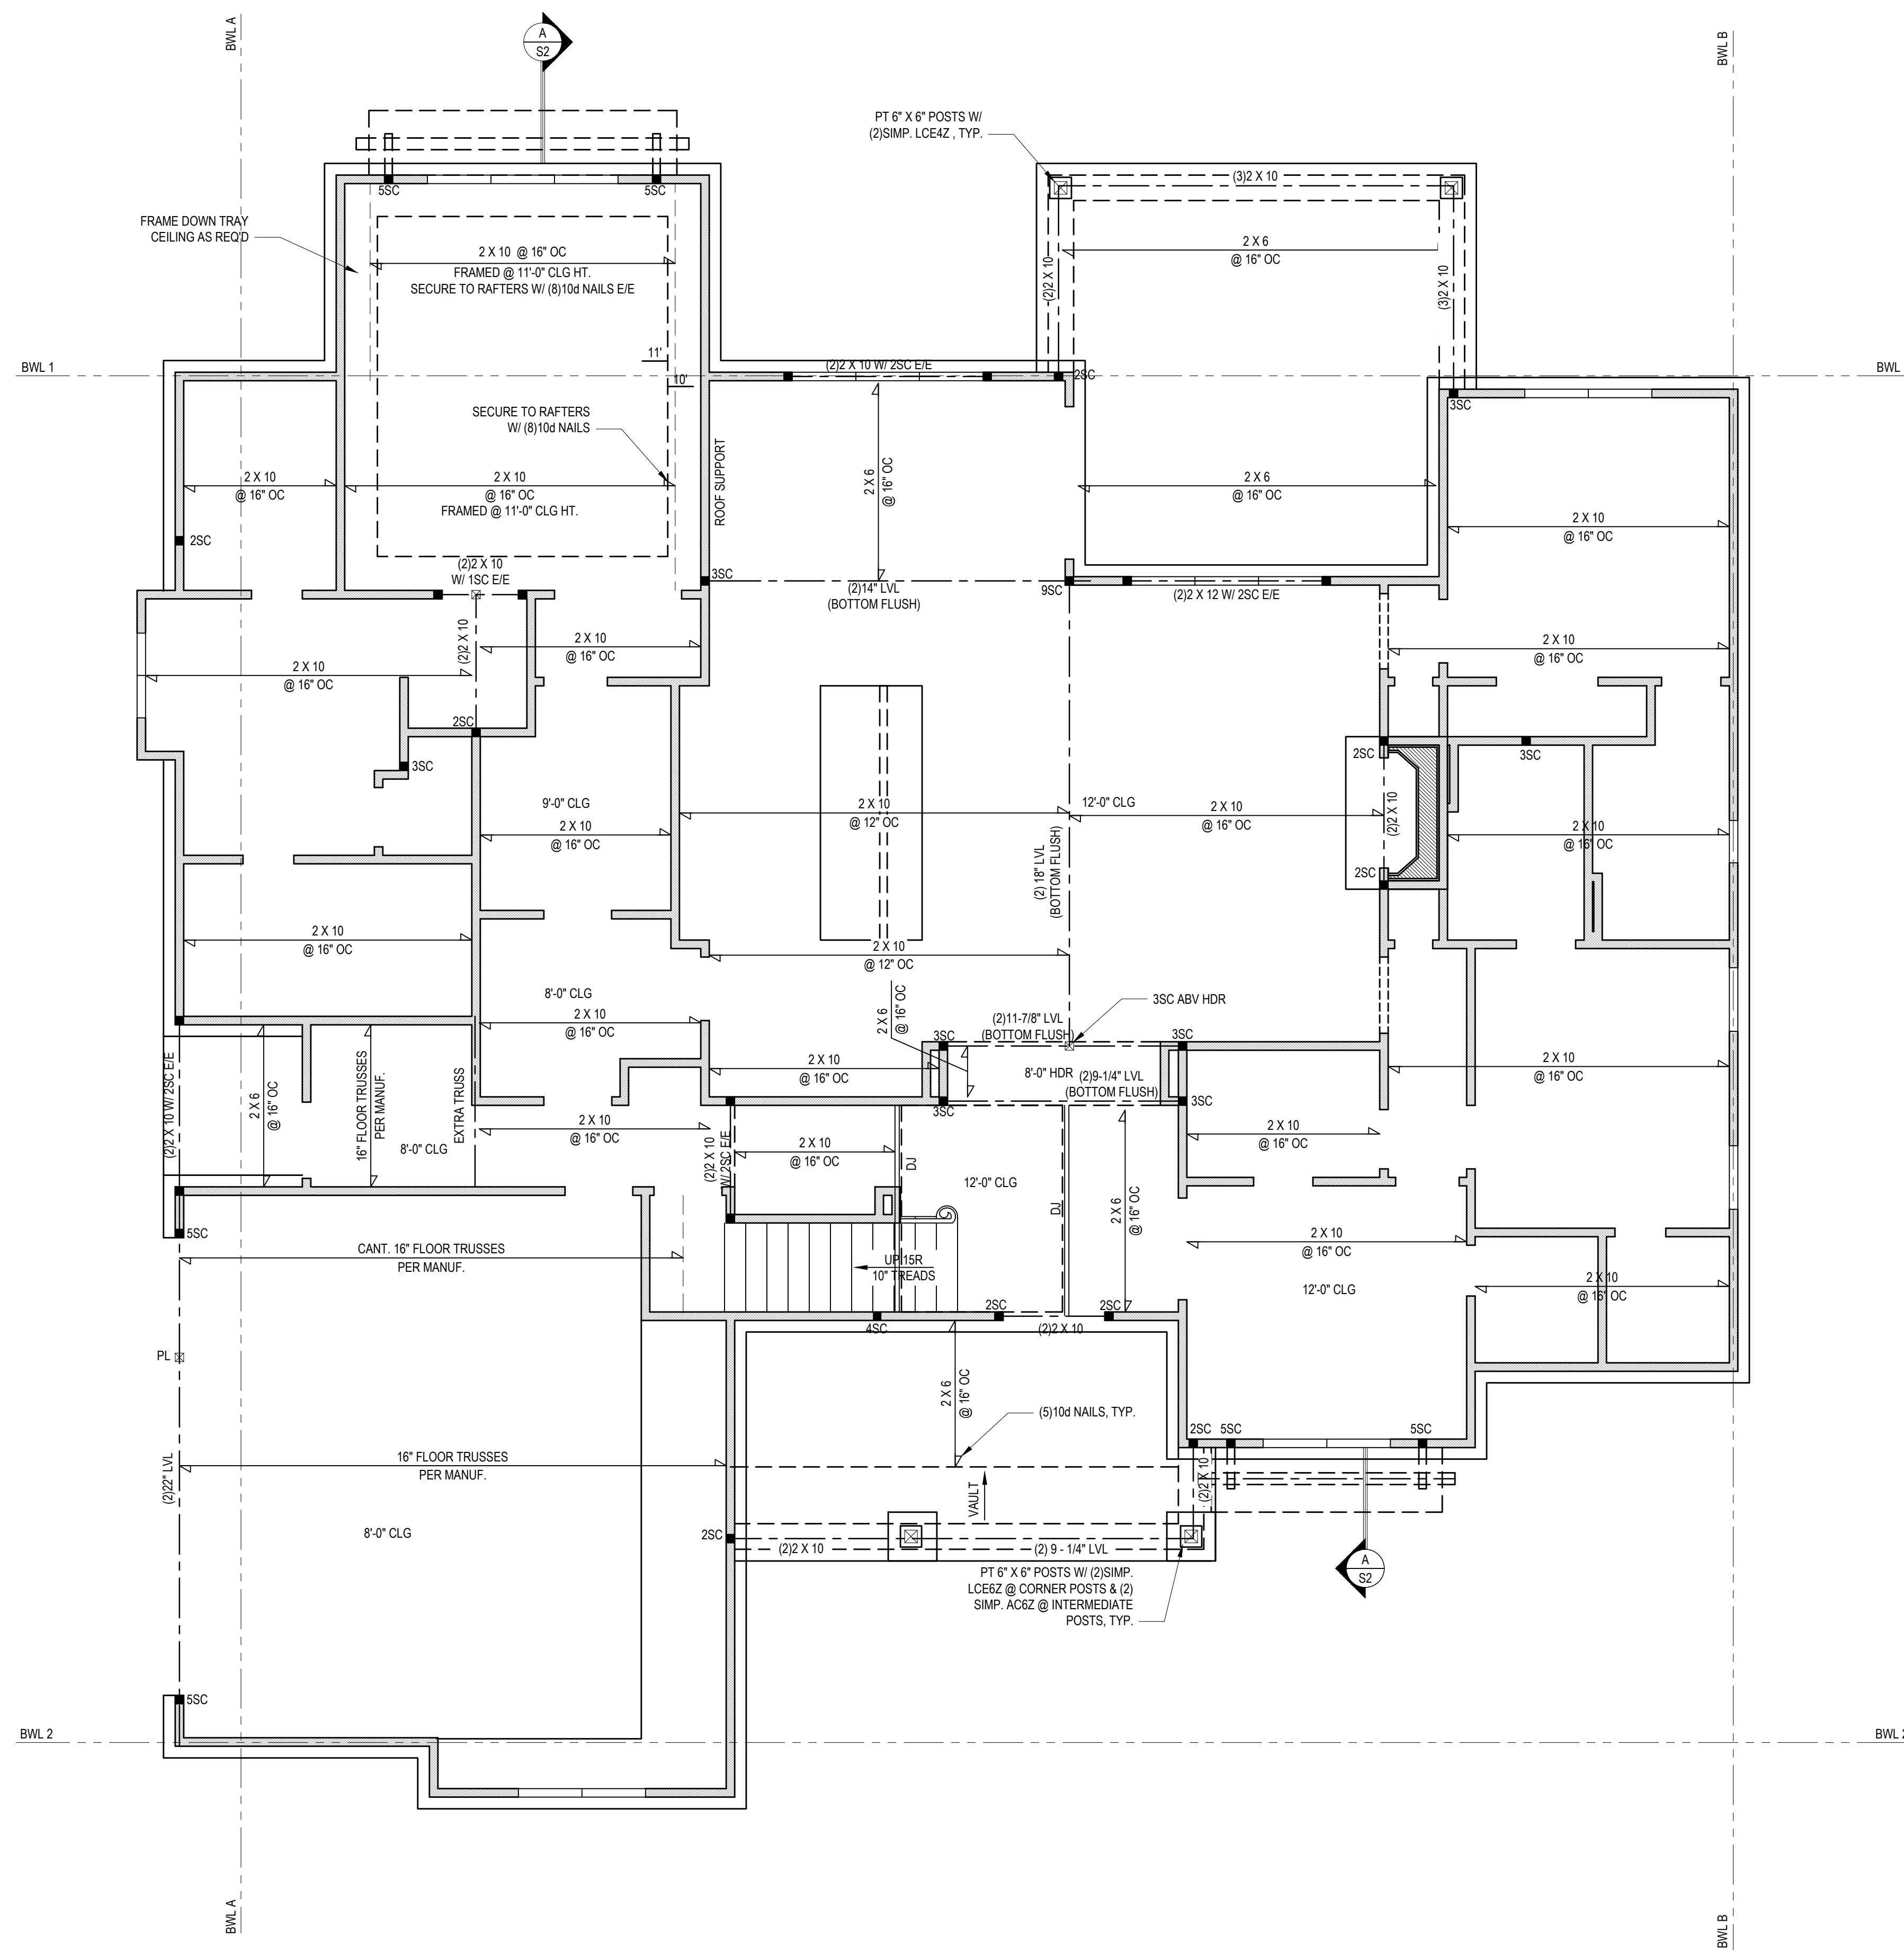 BWL A
A
S2
BWL B
PT 6" X 6" POSTS W/
(2)SIMP. LCE4Z , TYP.
5SC
5SC
(3)2 X 10
FRAME DOWN TRAY
CEILING AS REQ'D
2 X 10 @ 16" OC
FRAMED @ 11'-0" CLG HT.
SECURE TO RAFTERS W/ (8)10d NAILS E/E
2 X 6
@ 16" OC
(2)2 X 10
(3)2 X 10
11'
10'
BWL 1
(2)2 X 10 W/ 2SC E/E
2SC
BWL
3SC
SECURE TO RAFTERS
W/ (8)10d NAILS
ROOF SUPPORT
2 X 6
@ 16" OC
2 X 10
@ 16" OC
2 X 10
@ 16" OC
FRAMED @ 11'-0" CLG HT.
2 X 6
@ 16" OC
2 X 10
@ 16" OC
2SC
(2)2 X 10
W/ 1SC E/E
3SC
(2)14" LVL
(BOTTOM FLUSH)
9SC
(2)2 X 12 W/ 2SC E/E
(2)2 X 10
2 X 10
@ 16" OC
2 X 10
@ 16" OC
2 X 10
@ 16" OC
2SC
3SC
2SC
3SC
9'-0" CLG
2 X 10
@ 16" OC
2 X 10
@ 12" OC
12'-0" CLG
2 X 10
@ 16" OC
(2)2 X 10
2 X 10
@ 16" OC
(2) 18" LVL
(BOTTOM FLUSH)
2SC
2 X 10
@ 16" OC
2 X 10
@ 12" OC
8'-0" CLG
2 X 10
@ 16" OC
2 X 6
@ 16" OC
3SC ABV HDR
(2)11-7/8" LVL
(BOTTOM FLUSH)
3SC
3SC
(2)2 X 10 W/ 2SC E/E
2 X 6
@ 16" OC
16" FLOOR TRUSSES
PER MANUF.
8'-0" CLG
EXTRA TRUSS
2 X 10
@ 16" OC
8'-0" HDR
(2)9-1/4" LVL
(BOTTOM FLUSH)
3SC
3SC
2 X 10
@ 16" OC
2 X 10
@ 16" OC
(2)2 X 10
W/ 2SC E/E
2 X 10
@ 16" OC
DJ
12'-0" CLG
DJ
2 X 6
@ 16" OC
2 X 10
@ 16" OC
5SC
CANT. 16" FLOOR TRUSSES
PER MANUF.
UP 15R
10" TREADS
2 X 10
@ 16" OC
12'-0" CLG
2 X 10
@ 16" OC
4SC
2SC
2SC
(2)2 X 10
PL
2 X 6
@ 16" OC
(5)10d NAILS, TYP.
2SC
5SC
5SC
(2)22" LVL
16" FLOOR TRUSSES
PER MANUF.
VAULT
(2)2 X 10
8'-0" CLG
2SC
(2)2 X 10
(2) 9 - 1/4" LVL
A
S2
PT 6" X 6" POSTS W/ (2)SIMP.
LCE6Z @ CORNER POSTS & (2)
SIMP. AC6Z @ INTERMEDIATE
POSTS, TYP.
5SC
BWL 2
BWL 2
BWL A
BWL B